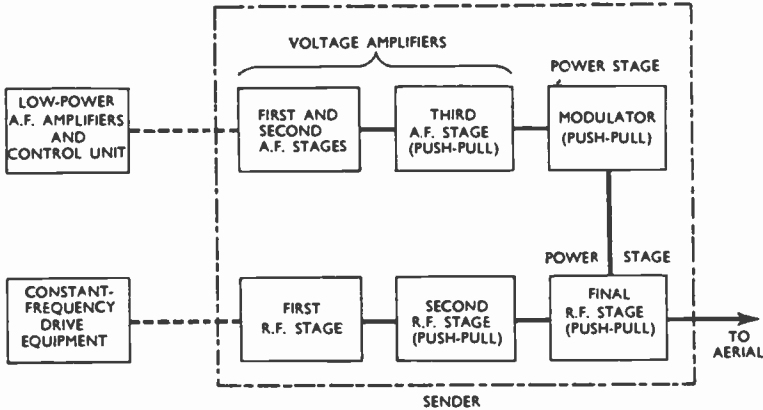 VOLTAGE AMPLIFIERS
POWER STAGE
LOW-POWER
A.F. AMPLIFIERS
AND
CONTROL UNIT
FIRST AND
SECOND
A.F. STAGES
THIRD
A.F. STAGE
(PUSH-PULL)
MODULATOR
(PUSH-PULL)
POWER STAGE
CONSTANT-
FREQUENCY
DRIVE
EQUIPMENT
FIRST
R.F. STAGE
SECOND
R.F. STAGE
(PUSH-PULL)
FINAL
R.F. STAGE
(PUSH-PULL)
TO
AERIAL
SENDER